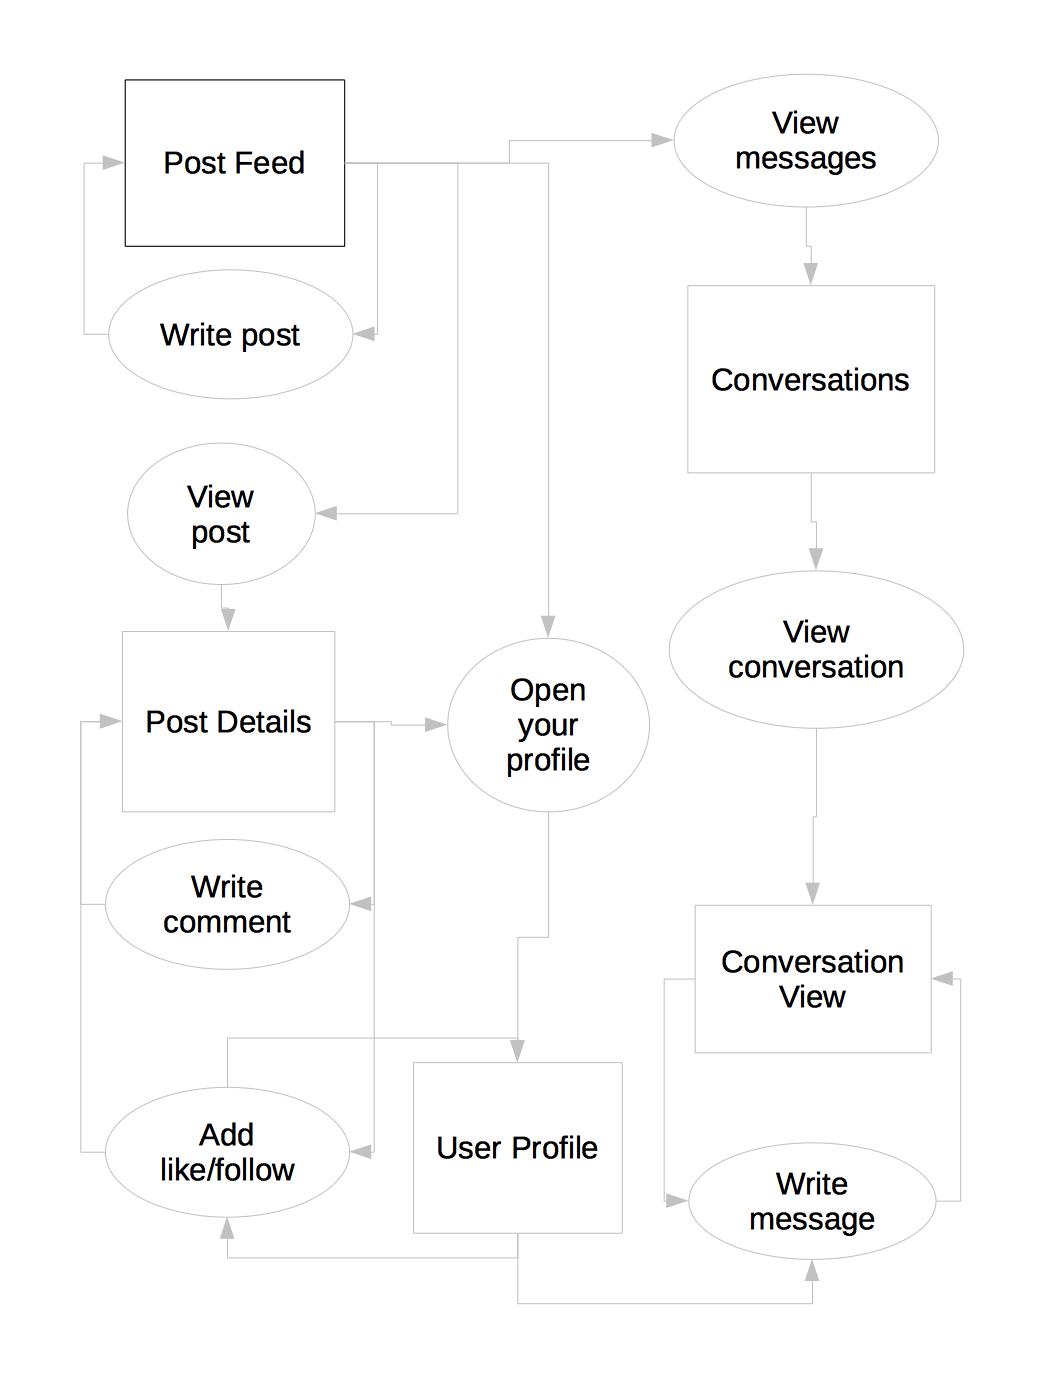 Post Feed
View
messages
Write post
Conversations
View
post
View
conversation
Post Details
Open
your
profile
Write
comment
Conversation
View
Add
like/follow
User Profile
Write
message